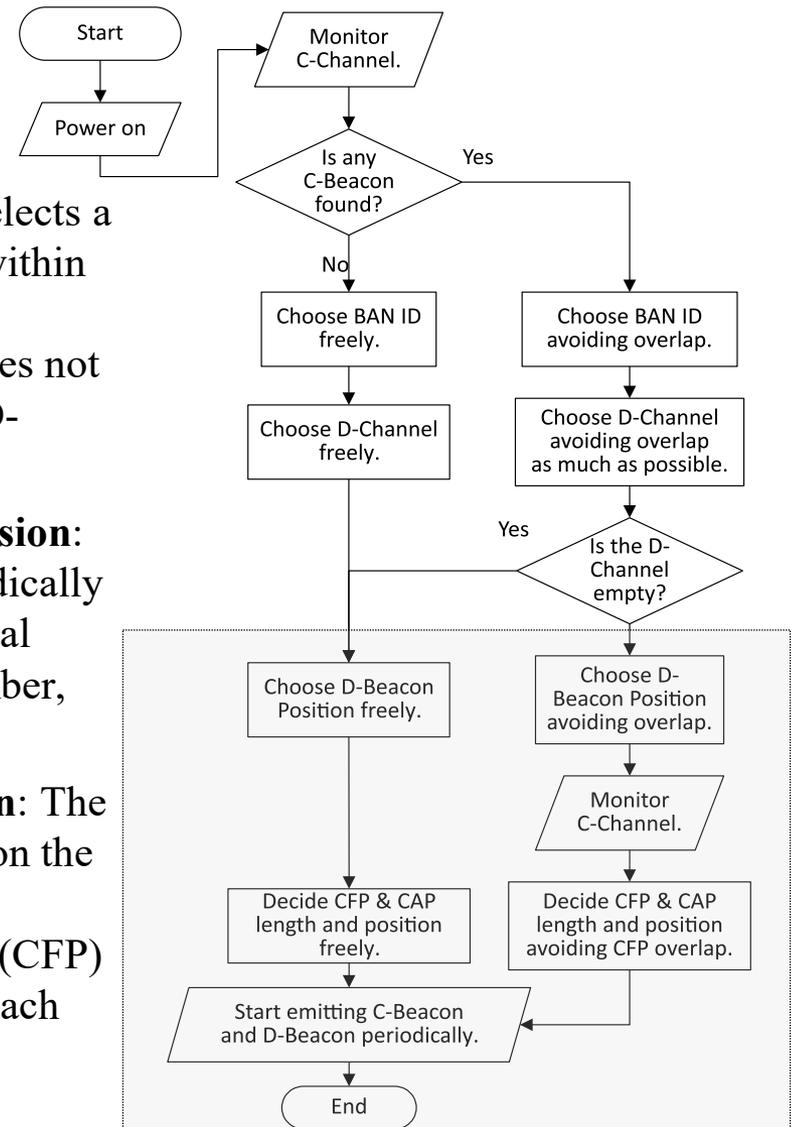 elects a
within
es not
D-
sion:
dically
al
ber,
n: The
on the
(CFP)
ach
Start
Power on
Monitor
C-Channel.
Is any
C-Beacon
found?
Yes
No
Choose BAN ID
freely.
Choose BAN ID
avoiding overlap.
Choose D-Channel
freely.
Choose D-Channel
avoiding overlap
as much as possible.
Yes
Is the D-
Channel
empty?
Choose D-Beacon
Position freely.
Choose D-
Beacon Position
avoiding overlap.
Monitor
C-Channel.
Decide CFP & CAP
length and position
freely.
Decide CFP & CAP
length and position
avoiding CFP overlap.
Start emitting C-Beacon
and D-Beacon periodically.
End